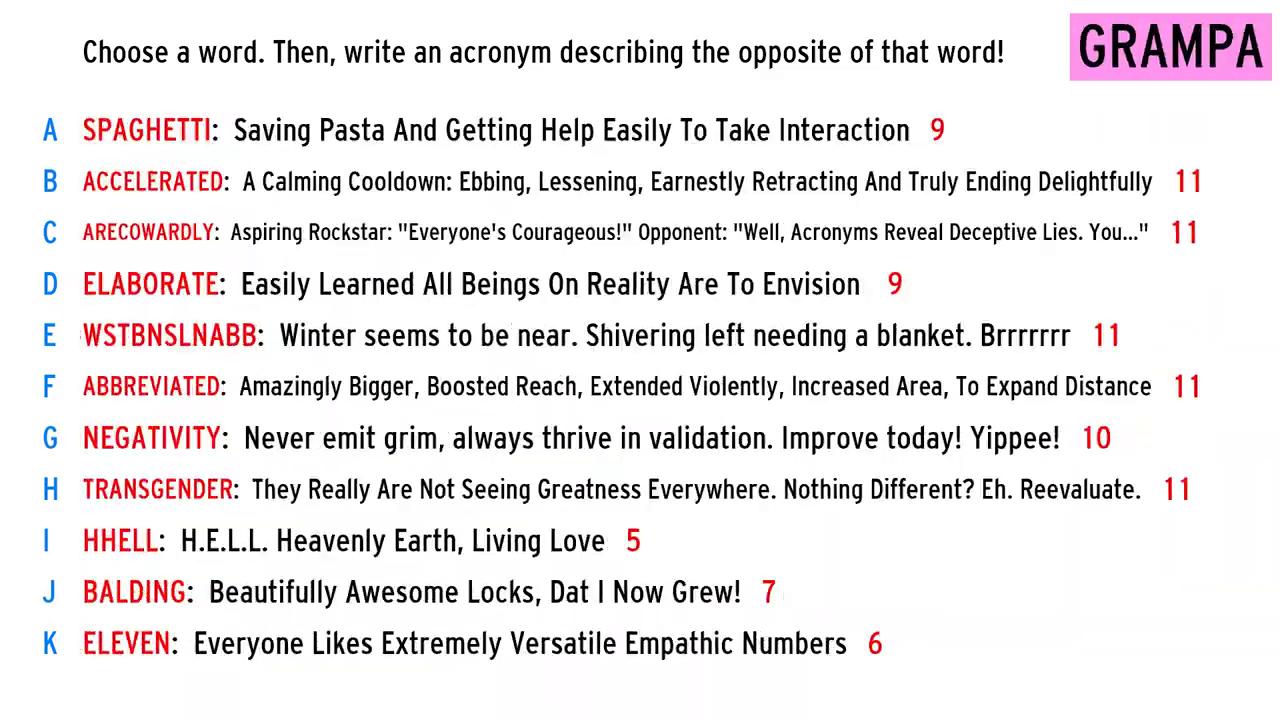 Choose a word. Then, write an acronym describing the opposite of that word!
GRAMPA
A SPAGHETTI: Saving Pasta And Getting Help Easily To Take Interaction 9
B ACCELERATED: A Calming Cooldown: Ebbing, Lessening, Earnestly Retracting And Truly Ending Delightfully 11
C ARECOWARDLY: Aspiring Rockstar: "Everyone's Courageous!" Opponent: "Well, Acronyms Reveal Deceptive Lies. You..." 11
D ELABORATE: Easily Learned All Beings On Reality Are To Envision 9
E WSTBNSLNABB: Winter seems to be near. Shivering left needing a blanket. Brrrrrrr 11
F ABBREVIATED: Amazingly Bigger, Boosted Reach, Extended Violently, Increased Area, To Expand Distance 11
G NEGATIVITY: Never emit grim, always thrive in validation. Improve today! Yippee! 10
H TRANSGENDER: They Really Are Not Seeing Greatness Everywhere. Nothing Different? Eh. Reevaluate. 11
I HHELL: H.E.L.L. Heavenly Earth, Living Love 5
J BALDING: Beautifully Awesome Locks, Dat I Now Grew! 7
K ELEVEN: Everyone Likes Extremely Versatile Empathic Numbers 6